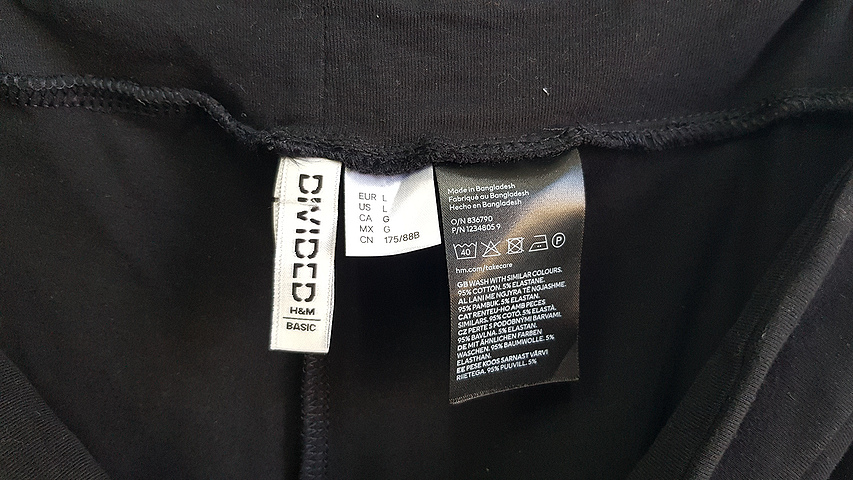 DIVIDED
H&M
BASIC
EUR L
US L
CA G
MX G
CN 175/88B
Made in Bangladesh
Fabriqué au Bangladesh
Hecho en Bangladesh
O/N 836790
P/N 1234805 9
40
P
hm.com/takecare
GB WASH WITH SIMILAR COLOURS.
95% COTTON. 5% ELASTANE.
AL LANI ME NGJYRA TË NGJASHME.
95% PAMBUK. 5% ELASTAN.
CAT RENTEU-HO AMB PECES
SIMILARS. 95% COTÓ. 5% ELASTÀ.
CZ PERTE S PODOBNÝMI BARVAMI.
95% BAVLNA. 5% ELASTAN.
DE MIT ÄHNLICHEN FARBEN
WASCHEN. 95% BAUMWOLLE. 5%
ELASTHAN.
EE PESE KOOS SARNAST VÄRVI
RIIETEGA. 95% PUUVILL. 5%